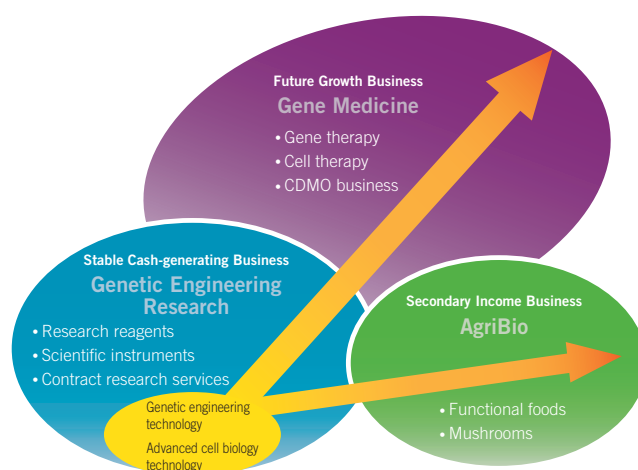 Future Growth Business
Gene Medicine
• Gene therapy
• Cell therapy
• CDMO business
Stable Cash-generating Business
Genetic Engineering
Research
• Research reagents
• Scientific instruments
• Contract research services
Secondary Income Business
AgriBio
• Functional foods
• Mushrooms
Genetic engineering
technology
Advanced cell biology
technology